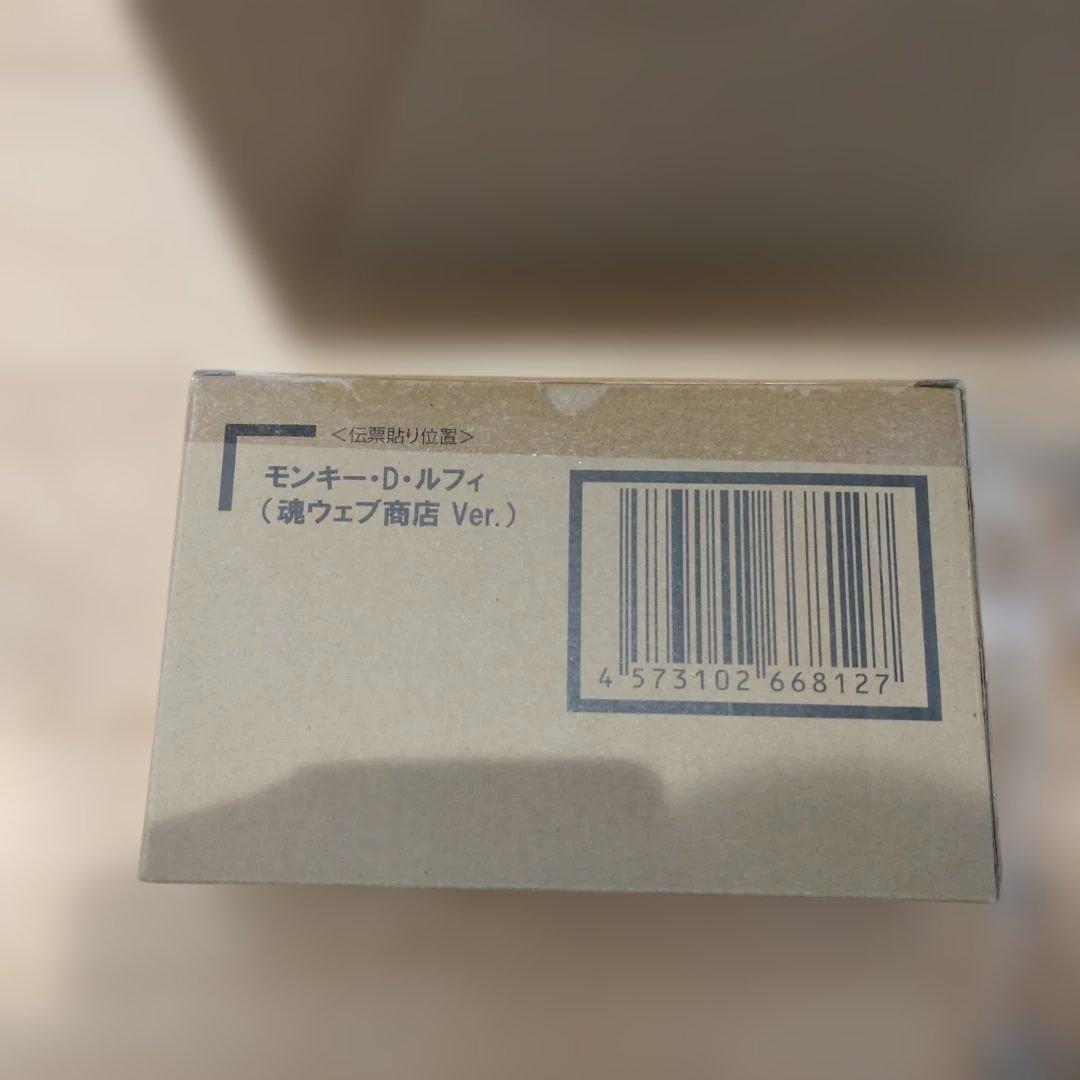 ＜伝票貼り位置＞
モンキー・D・ルフィ
（魂ウェブ商店 Ver.）
4 573102 668127